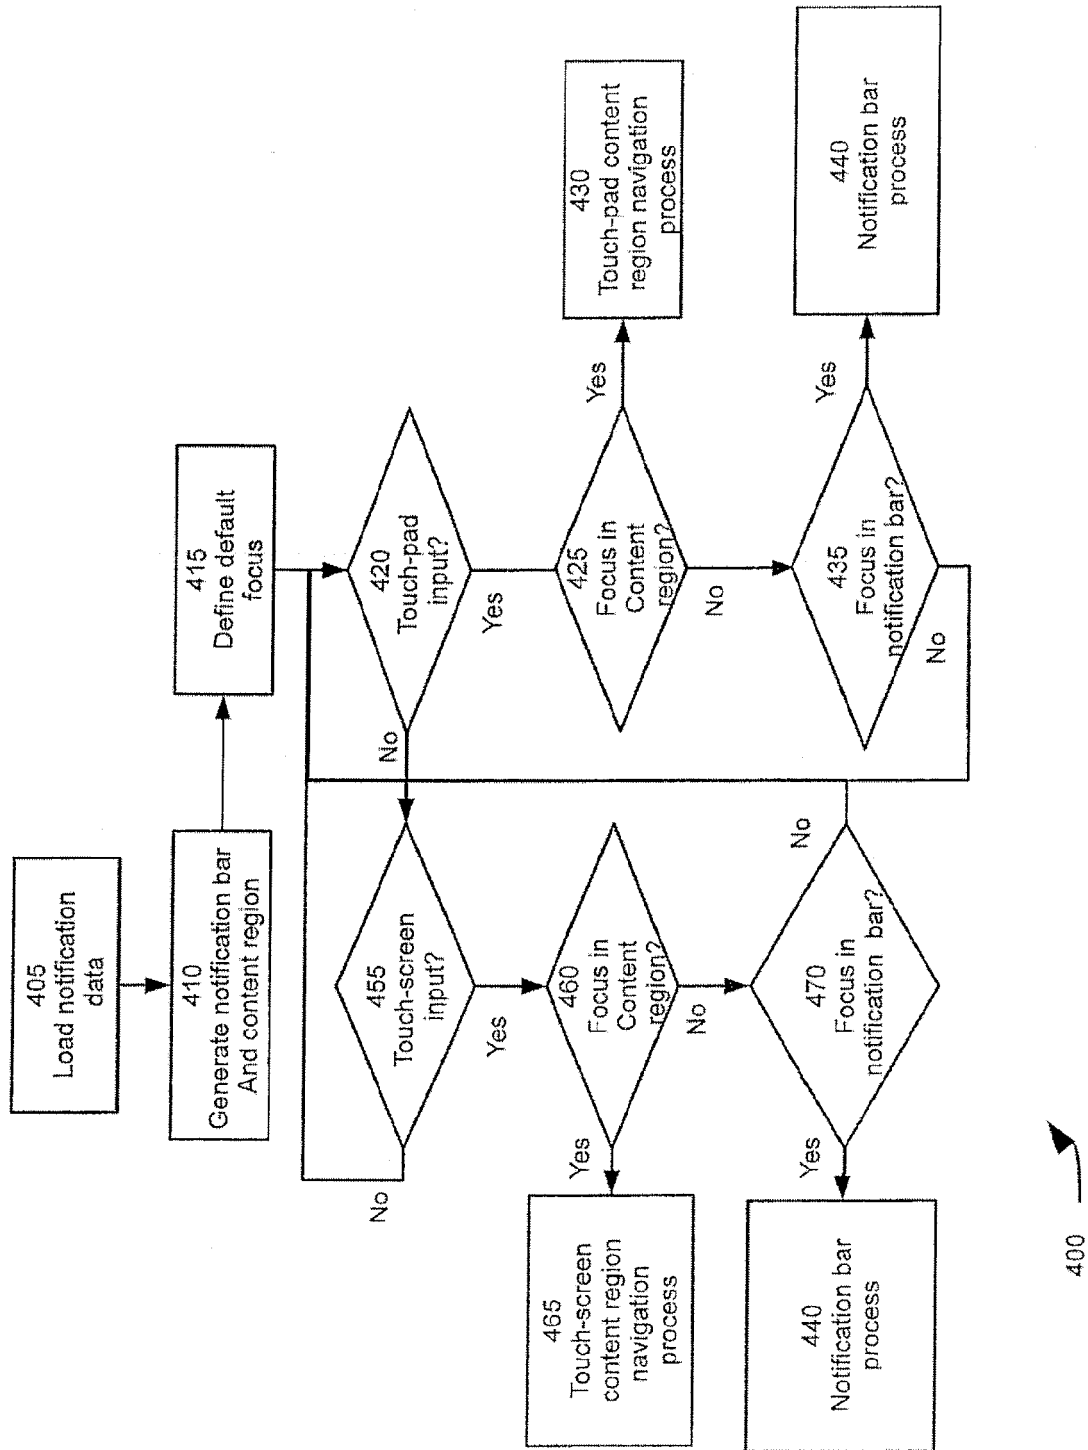 405
Load notification
data
410
Generate notification bar
And content region
415
Define default
focus
420
Touch-pad
input?
No
Yes
425
Focus in
Content
region?
Yes
430
Touch-pad content
region navigation
process
No
435
Focus in
notification bar?
Yes
440
Notification bar
process
No
455
Touch-screen
input?
No
Yes
460
Focus in
Content
region?
Yes
465
Touch-screen
content region
navigation
process
No
470
Focus in
notification bar?
No
Yes
440
Notification bar
process
400